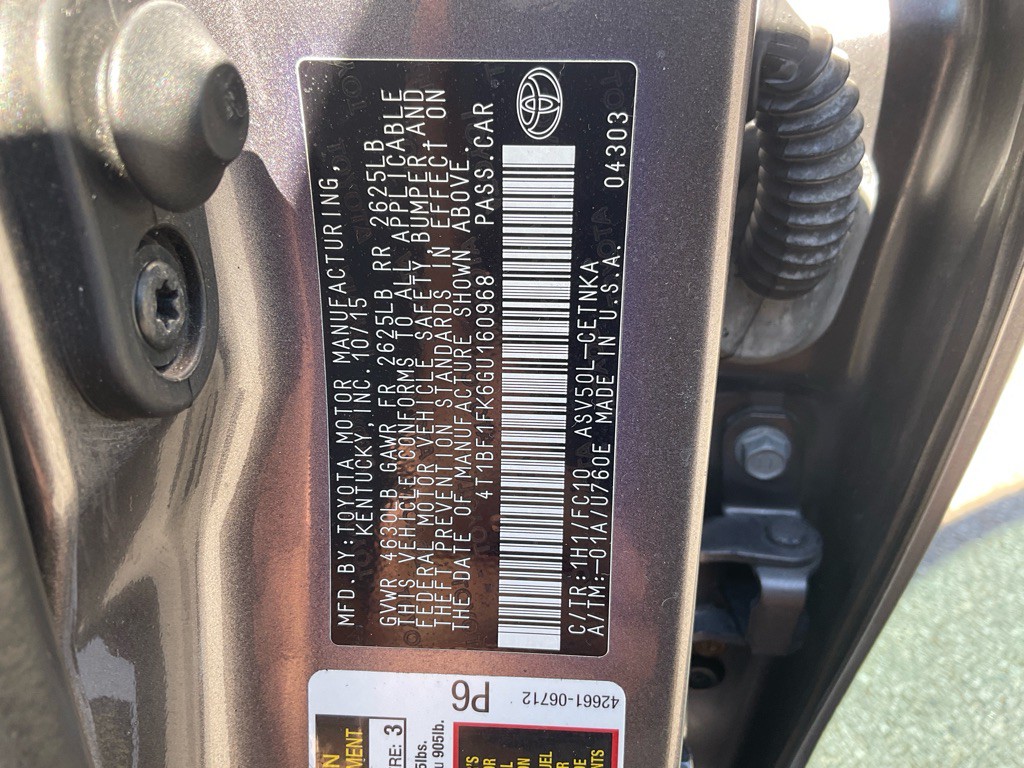 MFD.BY:TOYOTA MOTOR MANUFACTURING,
KENTUCKY,INC. 10/15
GVWR 4630LB GAWR FR 2625LB RR 2625LB
THIS VEHICLE CONFORMS TO ALL APPLICABLE
FEDERAL MOTOR VEHICLE SAFETY, BUMPER,AND
THEFT PREVENTION STANDARDS IN EFFECT ON
THE DATE OF MANUFACTURE SHOWN ABOVE.
4T1BF1FK6GU160968 PASS.CAR
C/TR:1H1/FC10 ASV50L-CETNKA 04303
A/TM:-01A/U760E MADE IN U.S.A.
P6
42661-06712
RE: 3